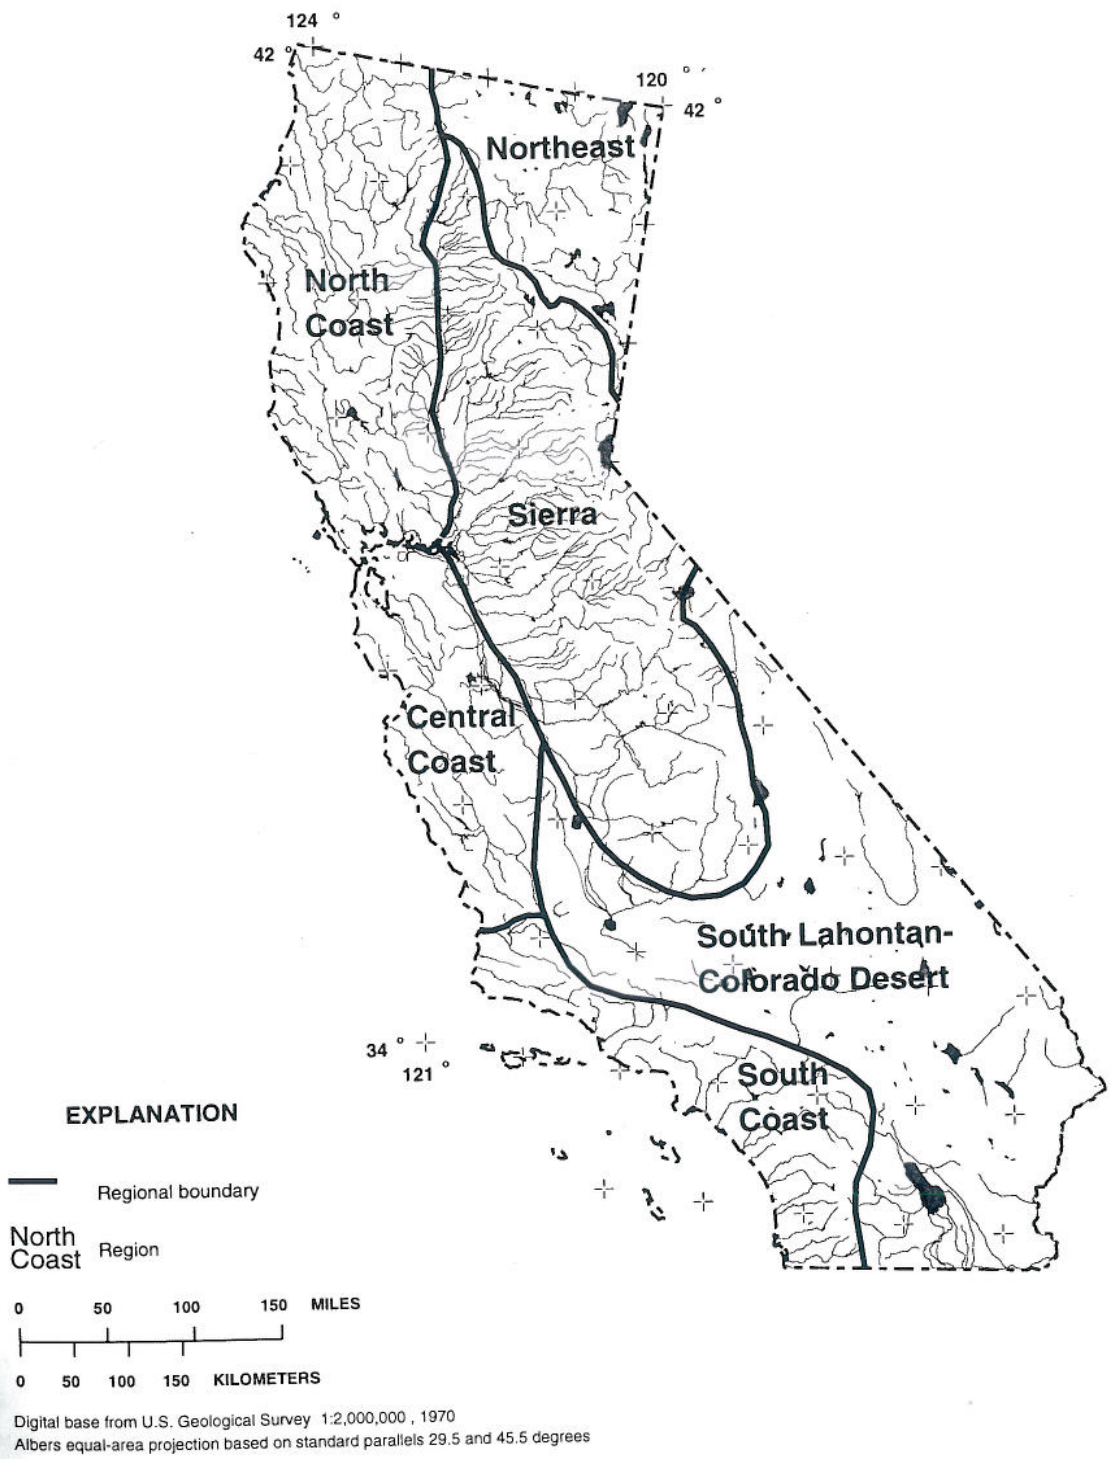 124 °
42 °
120 °
42 °
Northeast
North
Coast
Sierra
Central
Coast
South Lahontan-
Colorado Desert
34 °
121 °
South
Coast
EXPLANATION
Regional boundary
North
Coast
Region
0 50 100 150 MILES
0 50 100 150 KILOMETERS
Digital base from U.S. Geological Survey 1:2,000,000 , 1970
Albers equal-area projection based on standard parallels 29.5 and 45.5 degrees